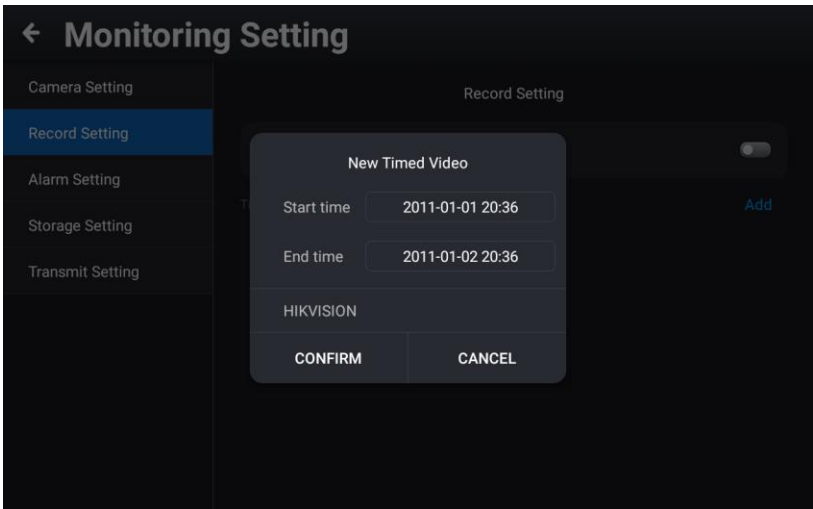 Monitoring Setting
Camera Setting
Record Setting
Alarm Setting
Storage Setting
Transmit Setting
Record Setting
Add
New Timed Video
Start time 2011-01-01 20:36
End time 2011-01-02 20:36
HIKVISION
CONFIRM CANCEL